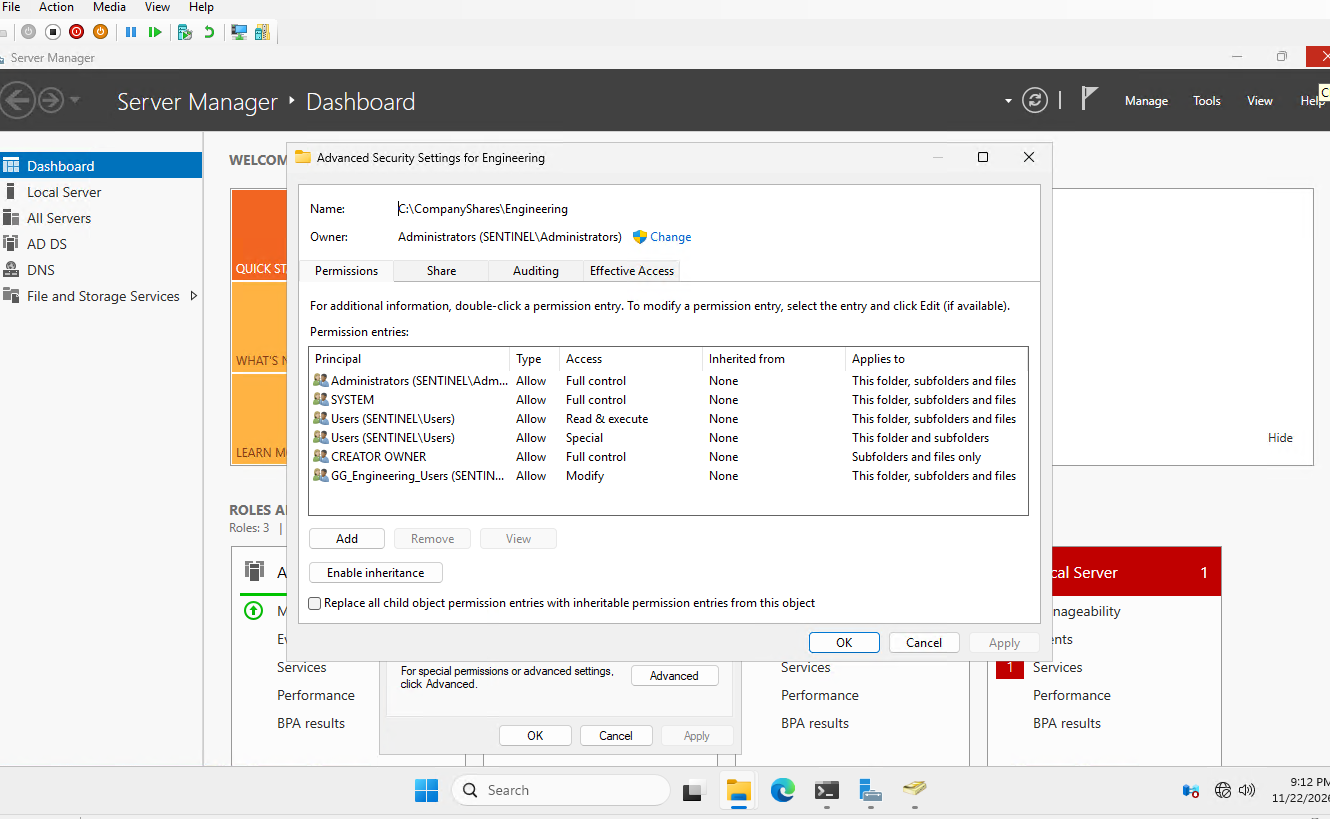 File Action Media View Help
Server Manager
Server Manager Dashboard
Manage Tools View Help
Dashboard
Local Server
All Servers
AD DS
DNS
File and Storage Services
WELCOM
QUICK ST
WHAT'S N
LEARN MO
Hide
ROLES A
Roles: 3 |
Advanced Security Settings for Engineering
Name: C:\CompanyShares\Engineering
Owner: Administrators (SENTINEL\Administrators) Change
Permissions Share Auditing Effective Access
For additional information, double-click a permission entry. To modify a permission entry, select the entry and click Edit (if available).
Permission entries:
Principal Type Access Inherited from Applies to
Administrators (SENTINEL\Adm... Allow Full control None This folder, subfolders and files
SYSTEM Allow Full control None This folder, subfolders and files
Users (SENTINEL\Users) Allow Read & execute None This folder, subfolders and files
Users (SENTINEL\Users) Allow Special None This folder and subfolders
CREATOR OWNER Allow Full control None Subfolders and files only
GG_Engineering_Users (SENTIN... Allow Modify None This folder, subfolders and files
Add Remove View
Enable inheritance
Replace all child object permission entries with inheritable permission entries from this object
OK Cancel Apply
For special permissions or advanced settings,
click Advanced.
Advanced
OK Cancel Apply
A
M
Ev
Services
Performance
BPA results
Services
Performance
BPA results
cal Server 1
nageability
ents
1 Services
Performance
BPA results
Search
9:12 PM
11/22/2026